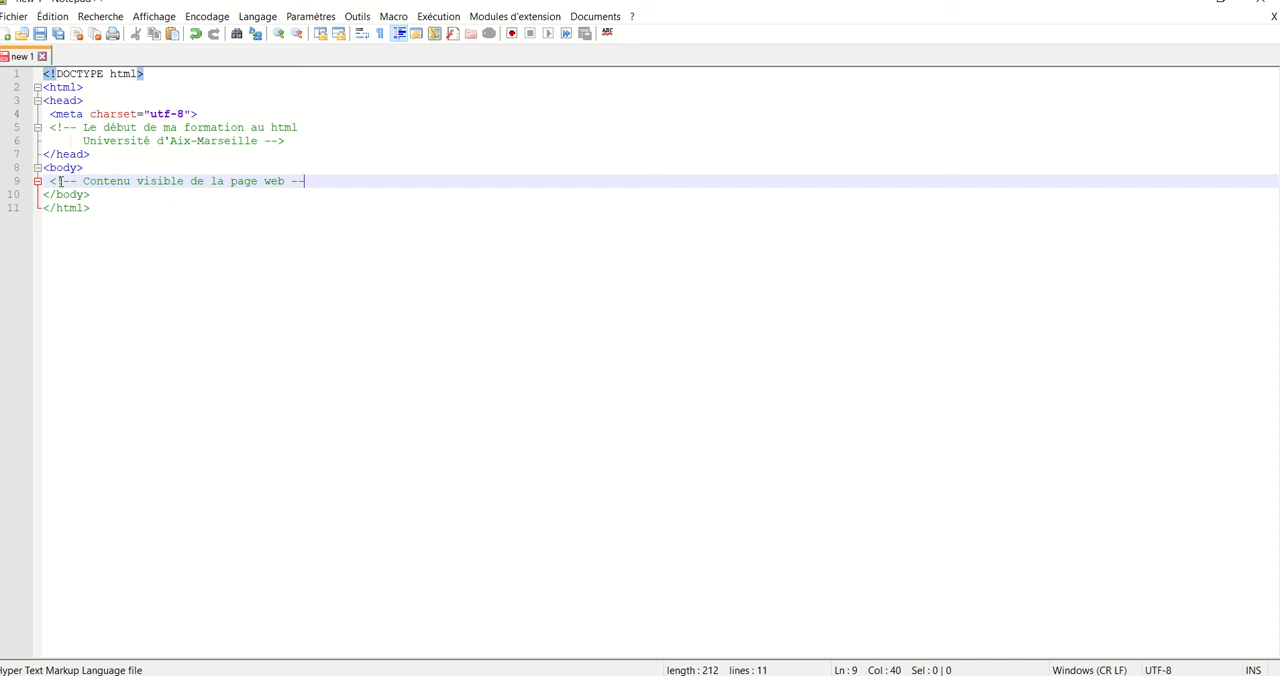 Fichier Édition Recherche Affichage Encodage Langage Paramètres Outils Macro Exécution Modules d'extension Documents ? X
new 1
1 <!DOCTYPE html>
2 <html>
3 <head>
4 <meta charset="utf-8">
5 <!-- Le début de ma formation au html
6 Université d'Aix-Marseille -->
7 </head>
8 <body>
9 <!-- Contenu visible de la page web --
10 </body>
11 </html>
Hyper Text Markup Language file length : 212 lines : 11 Ln : 9 Col : 40 Sel : 0 | 0 Windows (CR LF) UTF-8 INS